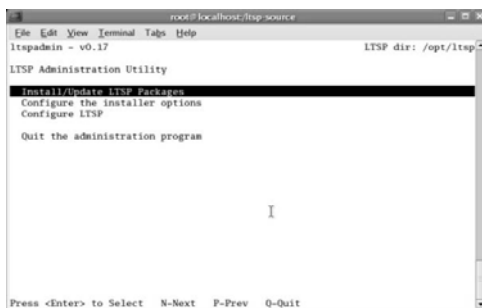 root@localhost:/ltsp-source
File Edit View Terminal Tabs Help
ltspadmin - v0.17 LTSP dir: /opt/ltsp
LTSP Administration Utility
Install/Update LTSP Packages
Configure the installer options
Configure LTSP
Quit the administration program
Press <Enter> to Select N-Next P-Prev Q-Quit